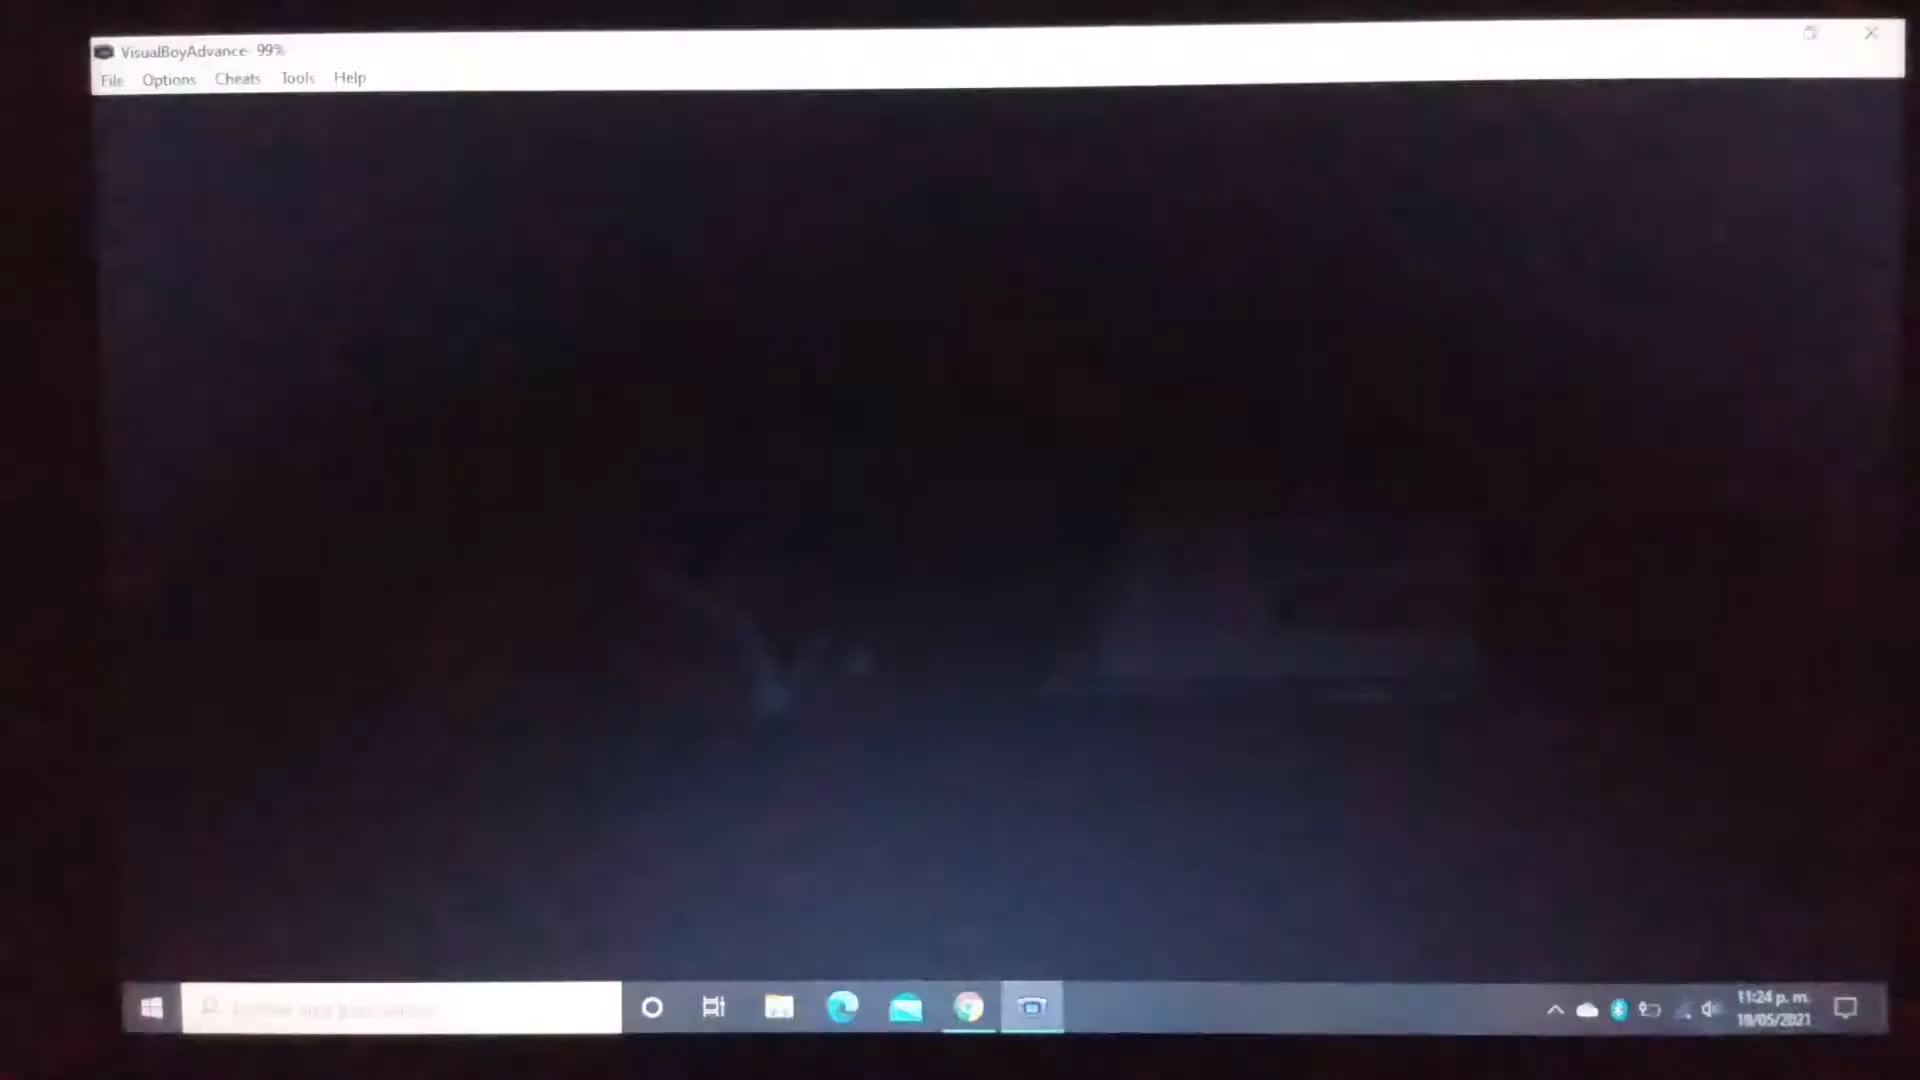 VisualBoyAdvance- 99%
File Options Cheats Tools Help
11:24 p. m.
18/05/2021